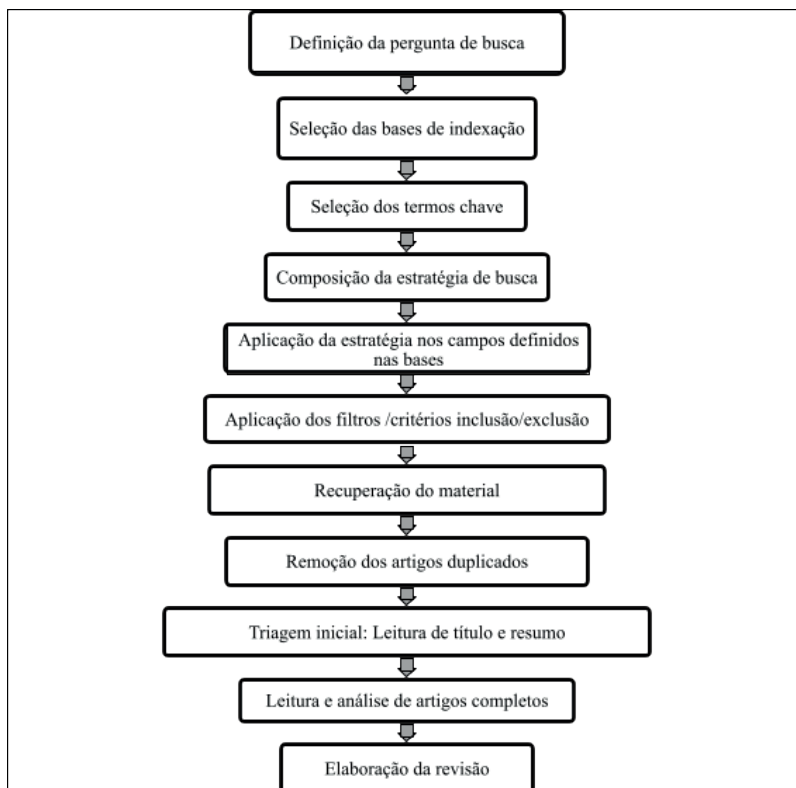 Definição da pergunta de busca
Seleção das bases de indexação
Seleção dos termos chave
Composição da estratégia de busca
Aplicação da estratégia nos campos definidos
nas bases
Aplicação dos filtros /critérios inclusão/exclusão
Recuperação do material
Remoção dos artigos duplicados
Triagem inicial: Leitura de título e resumo
Leitura e análise de artigos completos
Elaboração da revisão